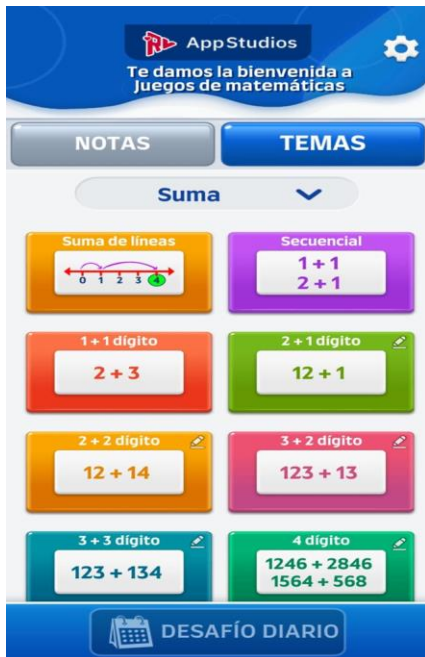 RV AppStudios
Te damos la bienvenida a
Juegos de matemáticas
NOTAS
TEMAS
Suma
Suma de líneas
0 1 2 3 4
Secuencial
1 + 1
2 + 1
1 + 1 dígito
2 + 3
2 + 1 dígito
12 + 1
2 + 2 dígito
12 + 14
3 + 2 dígito
123 + 13
3 + 3 dígito
123 + 134
4 dígito
1246 + 2846
1564 + 568
DESAFÍO DIARIO